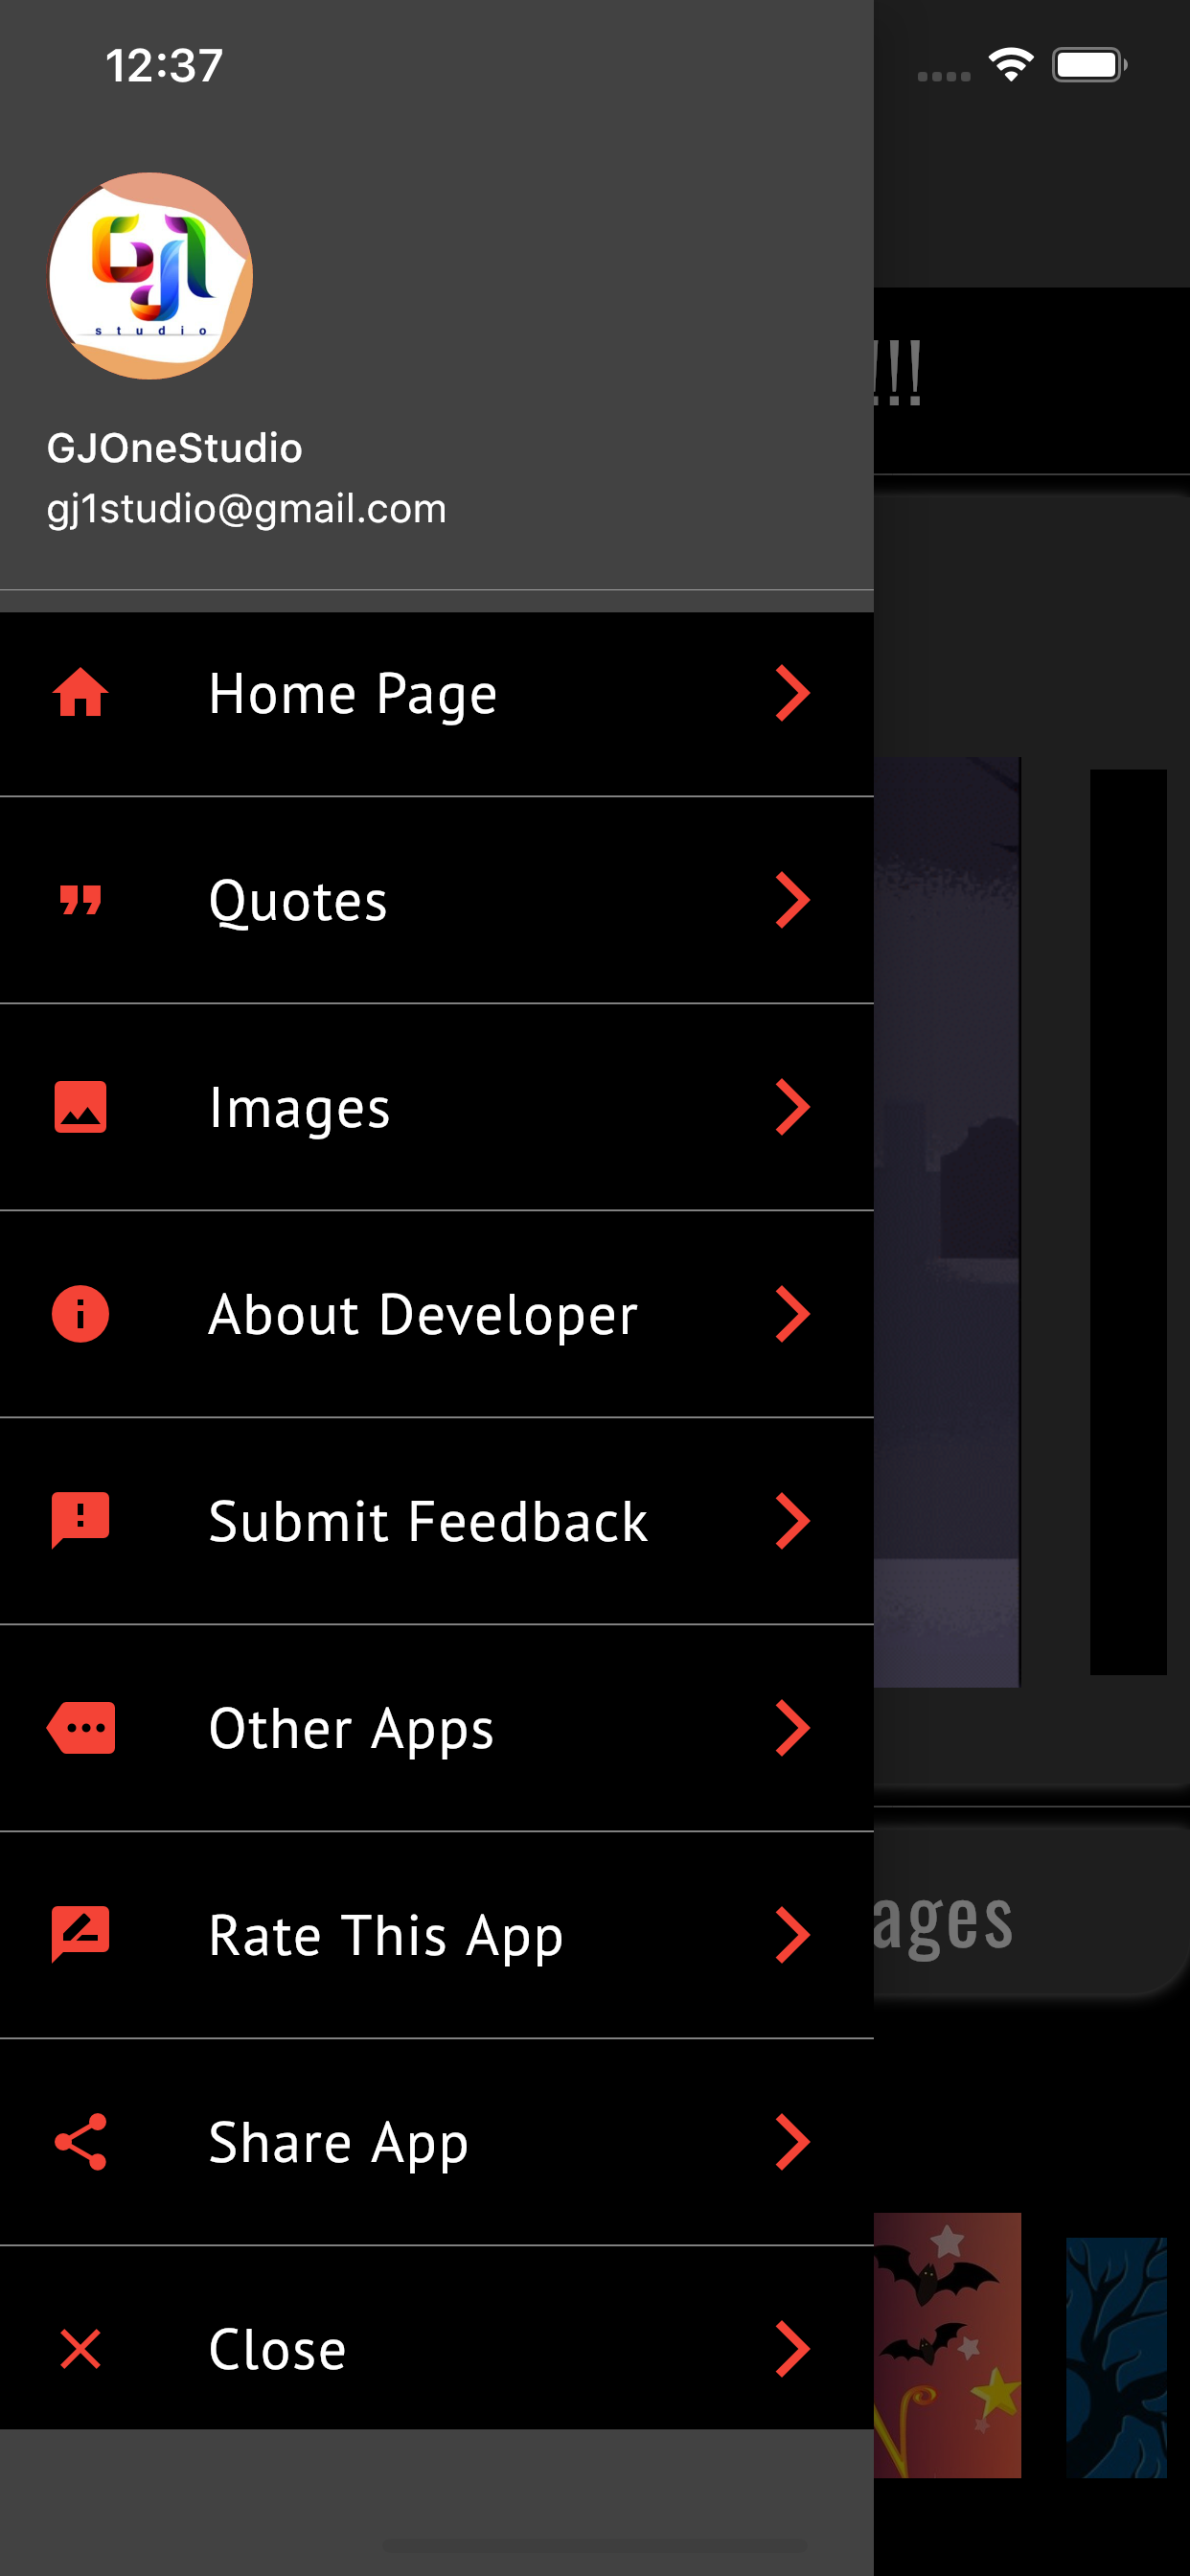 12:37
GJ1
studio
GJOneStudio
gj1studio@gmail.com
!!!
Home Page
Quotes
Images
About Developer
Submit Feedback
Other Apps
Rate This App
ages
Share App
Close